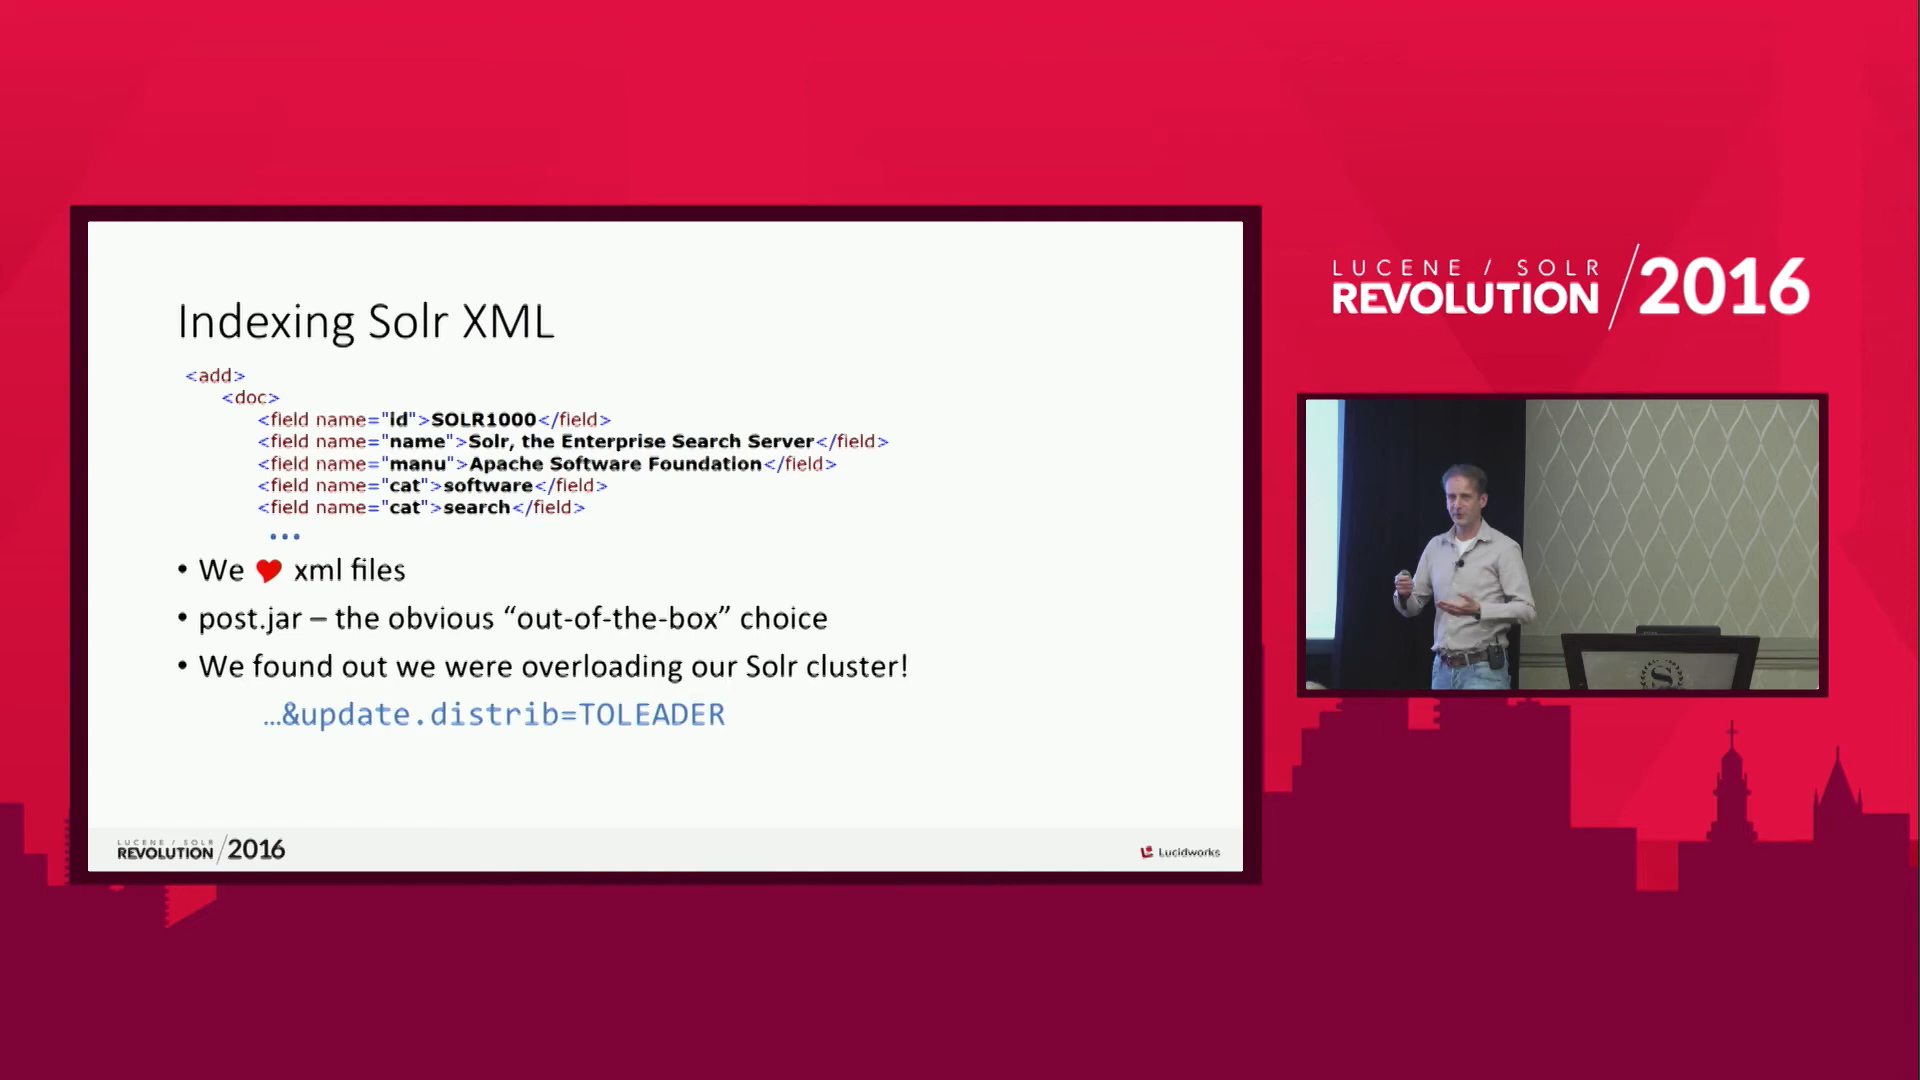 Indexing Solr XML
<add>
<doc>
<field name="id">SOLR1000</field>
<field name="name">Solr, the Enterprise Search Server</field>
<field name="manu">Apache Software Foundation</field>
<field name="cat">software</field>
<field name="cat">search</field>
...
• We ❤ xml files
• post.jar – the obvious “out-of-the-box” choice
• We found out we were overloading our Solr cluster!
…&update.distrib=TOLEADER
LUCENE / SOLR
REVOLUTION /2016
Lucidworks
LUCENE / SOLR
REVOLUTION /2016
S